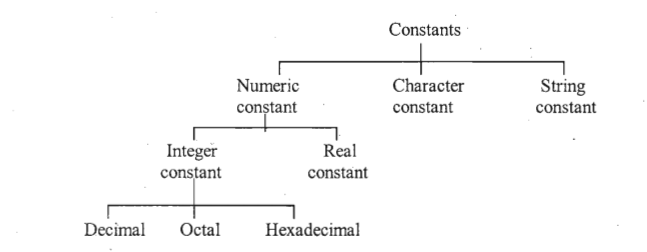 Constants
Numeric Character String
constant constant constant
Integer Real
constant constant
Decimal Octal Hexadecimal